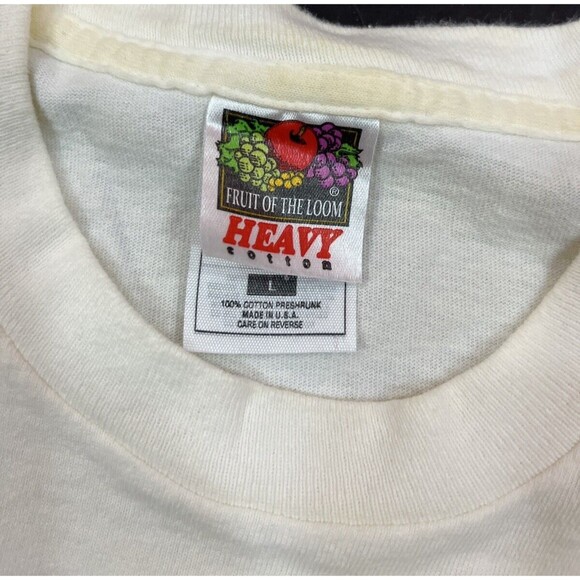 ®
FRUIT OF THE LOOM
HEAVY
cotton
L
100% COTTON PRESHRUNK
MADE IN U.S.A.
CARE ON REVERSE